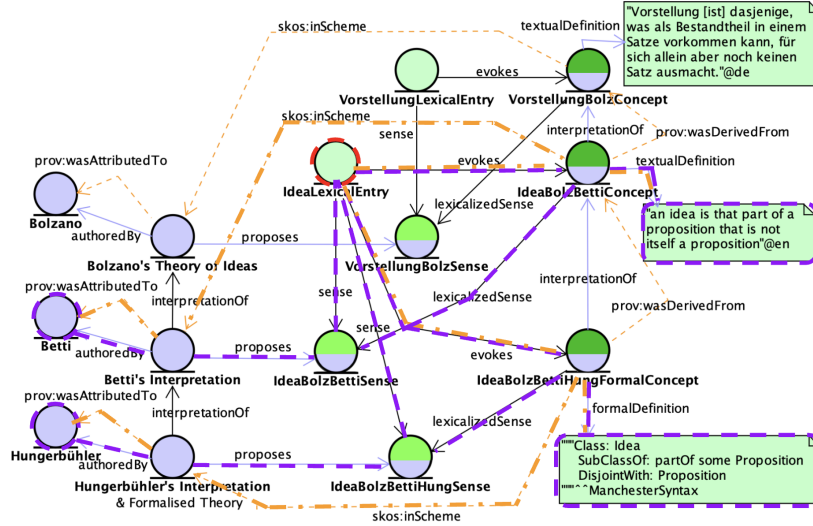 "Vorstellung [ist] dasjenige,
was als Bestandtheil in einem
Satze vorkommen kann, für
sich allein aber noch keinen
Satz ausmacht."@de
textualDefinition
skos:inScheme
evokes
VorstellungLexicalEntry
VorstellungBolzConcept
skos:inScheme
sense
interpretationOf
prov:wasDerivedFrom
prov:wasAttributedTo
evokes
textualDefinition
IdeaLexicalEntry
IdeaBolzBettiConcept
lexicalizedSense
"an idea is that part of a
proposition that is not
itself a proposition"@en
Bolzano
authoredBy
proposes
Bolzano's Theory of Ideas
VorstellungBolzSense
prov:wasAttributedTo
interpretationOf
sense
lexicalizedSense
interpretationOf
prov:wasDerivedFrom
Betti
authoredBy
proposes
sense
evokes
Betti's Interpretation
IdeaBolzBettiSense
IdeaBolzBettiHungFormalConcept
prov:wasAttributedTo
interpretationOf
lexicalizedSense
formalDefinition
Hungerbühler
authoredBy
proposes
Hungerbühler's Interpretation
& Formalised Theory
IdeaBolzBettiHungSense
"""Class: Idea
SubClassOf: partOf some Proposition
DisjointWith: Proposition
"""^^ManchesterSyntax
skos:inScheme